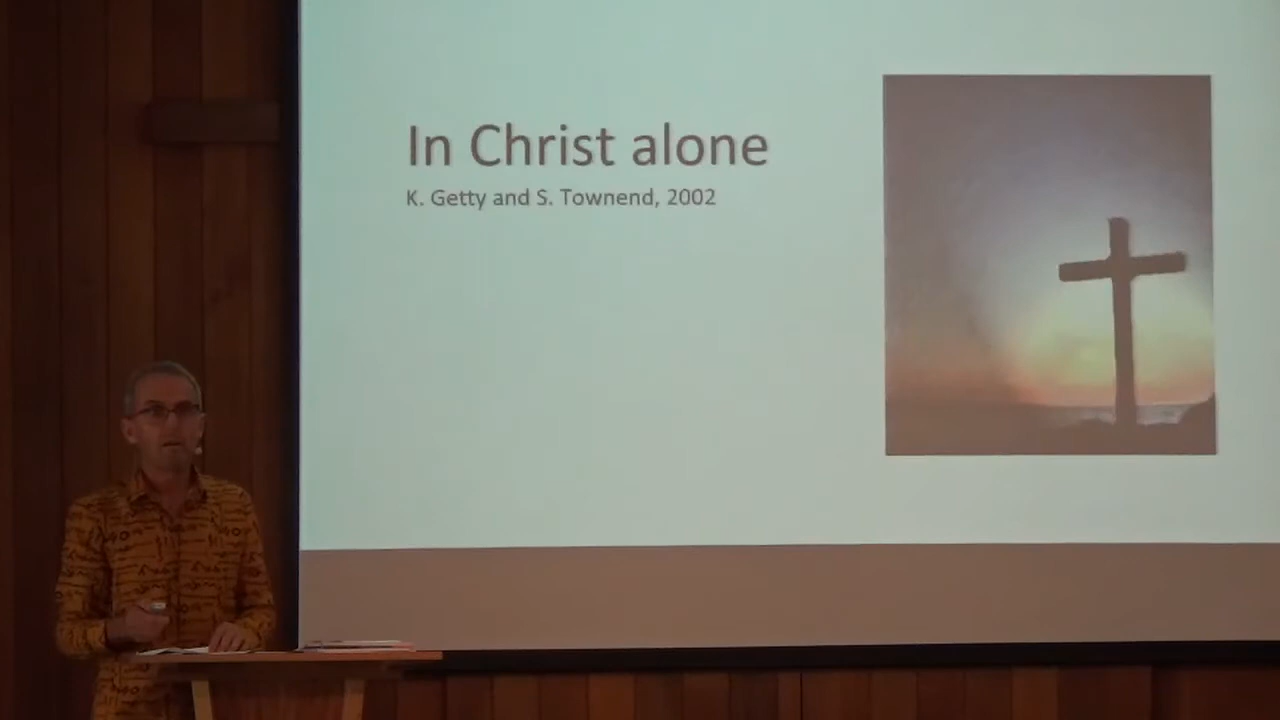 In Christ alone
K. Getty and S. Townend, 2002